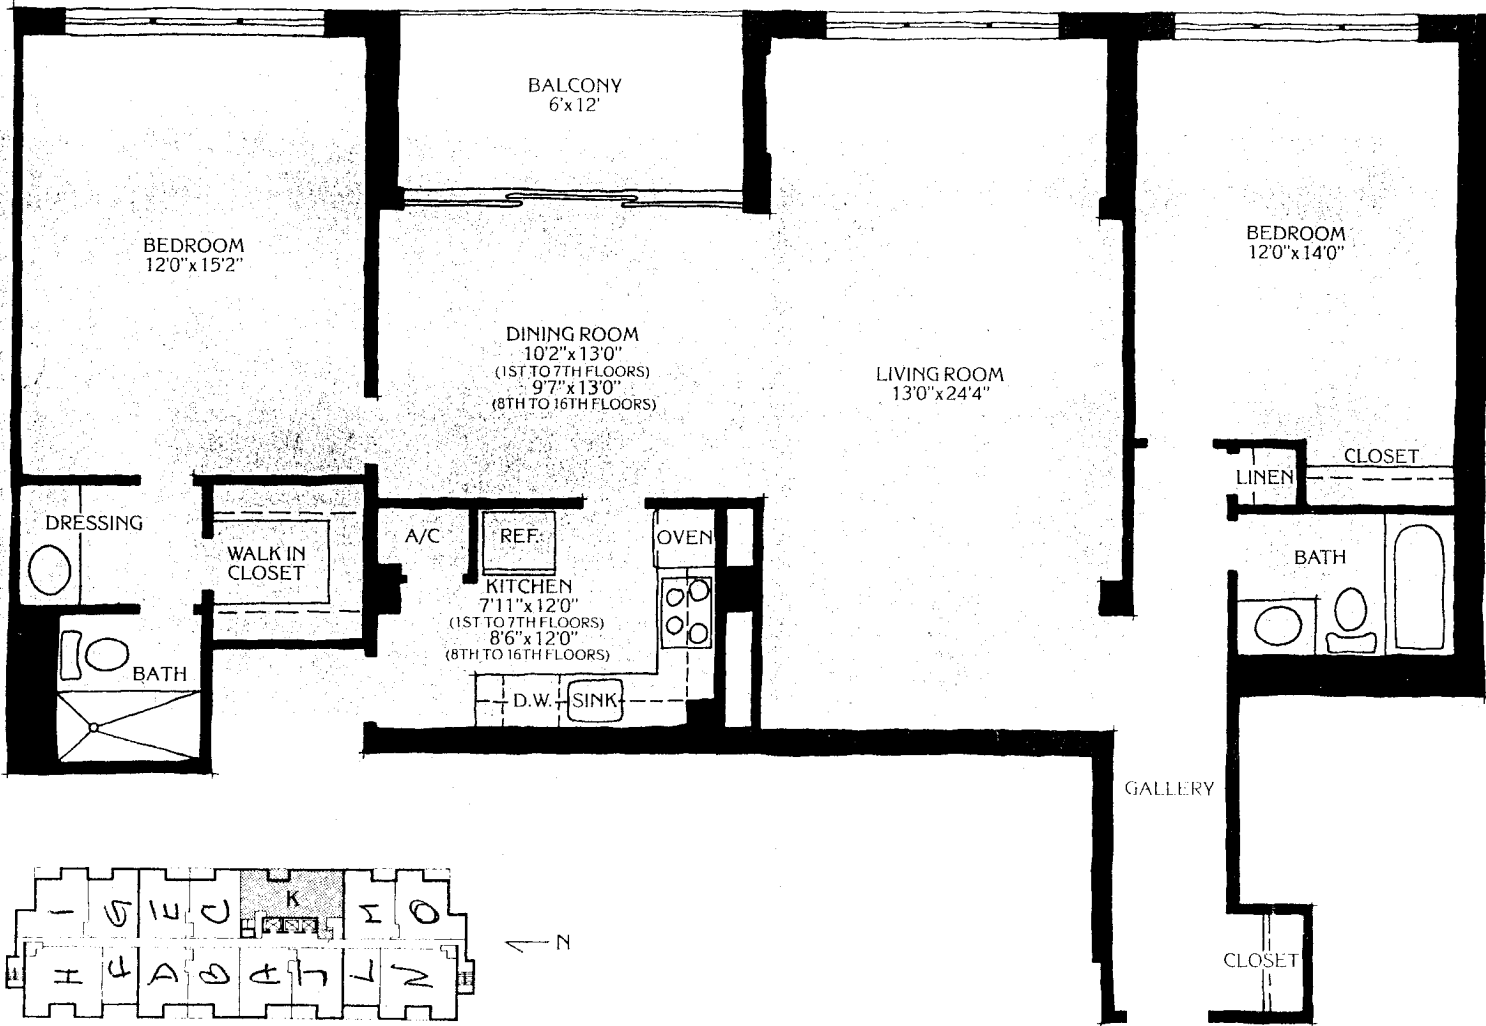 BALCONY
6'x12'
BEDROOM
12'0"x15'2"
BEDROOM
12'0"x14'0"
DINING ROOM
10'2"x13'0"
(1ST TO 7TH FLOORS)
9'7"x13'0"
(8TH TO 16TH FLOORS)
LIVING ROOM
13'0"x24'4"
CLOSET
LINEN
DRESSING
WALK IN
CLOSET
A/C
REF.
OVEN
BATH
KITCHEN
7'11"x12'0"
(1ST TO 7TH FLOORS)
8'6"x12'0"
(8TH TO 16TH FLOORS)
BATH
D.W.
SINK
GALLERY
CLOSET
I G E C K M O
H F D B A J L N
N